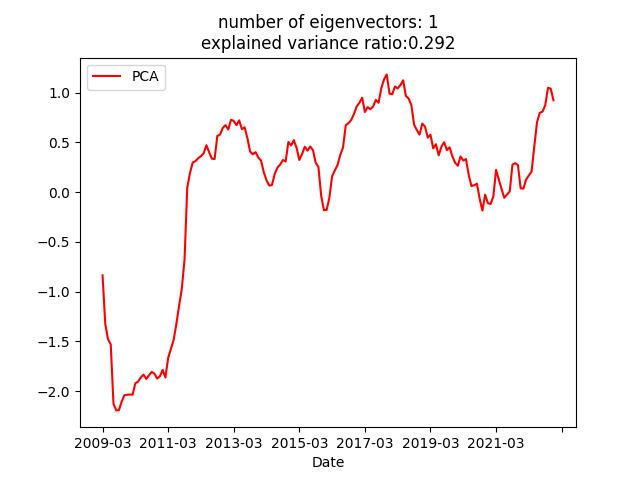 number of eigenvectors: 1
explained variance ratio:0.292
PCA
1.0
0.5
0.0
−0.5
−1.0
−1.5
−2.0
2009-03 2011-03 2013-03 2015-03 2017-03 2019-03 2021-03
Date